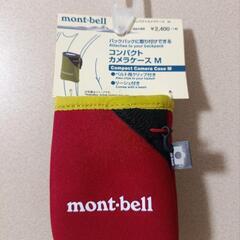 mont-bell
¥2,400
バックパックに取り付けできる
Attaches to your backpack
コンパクト
カメラケース M
Compact Camera Case M
●ベルト用クリップ付き
●リーシュ付き
mont-bell